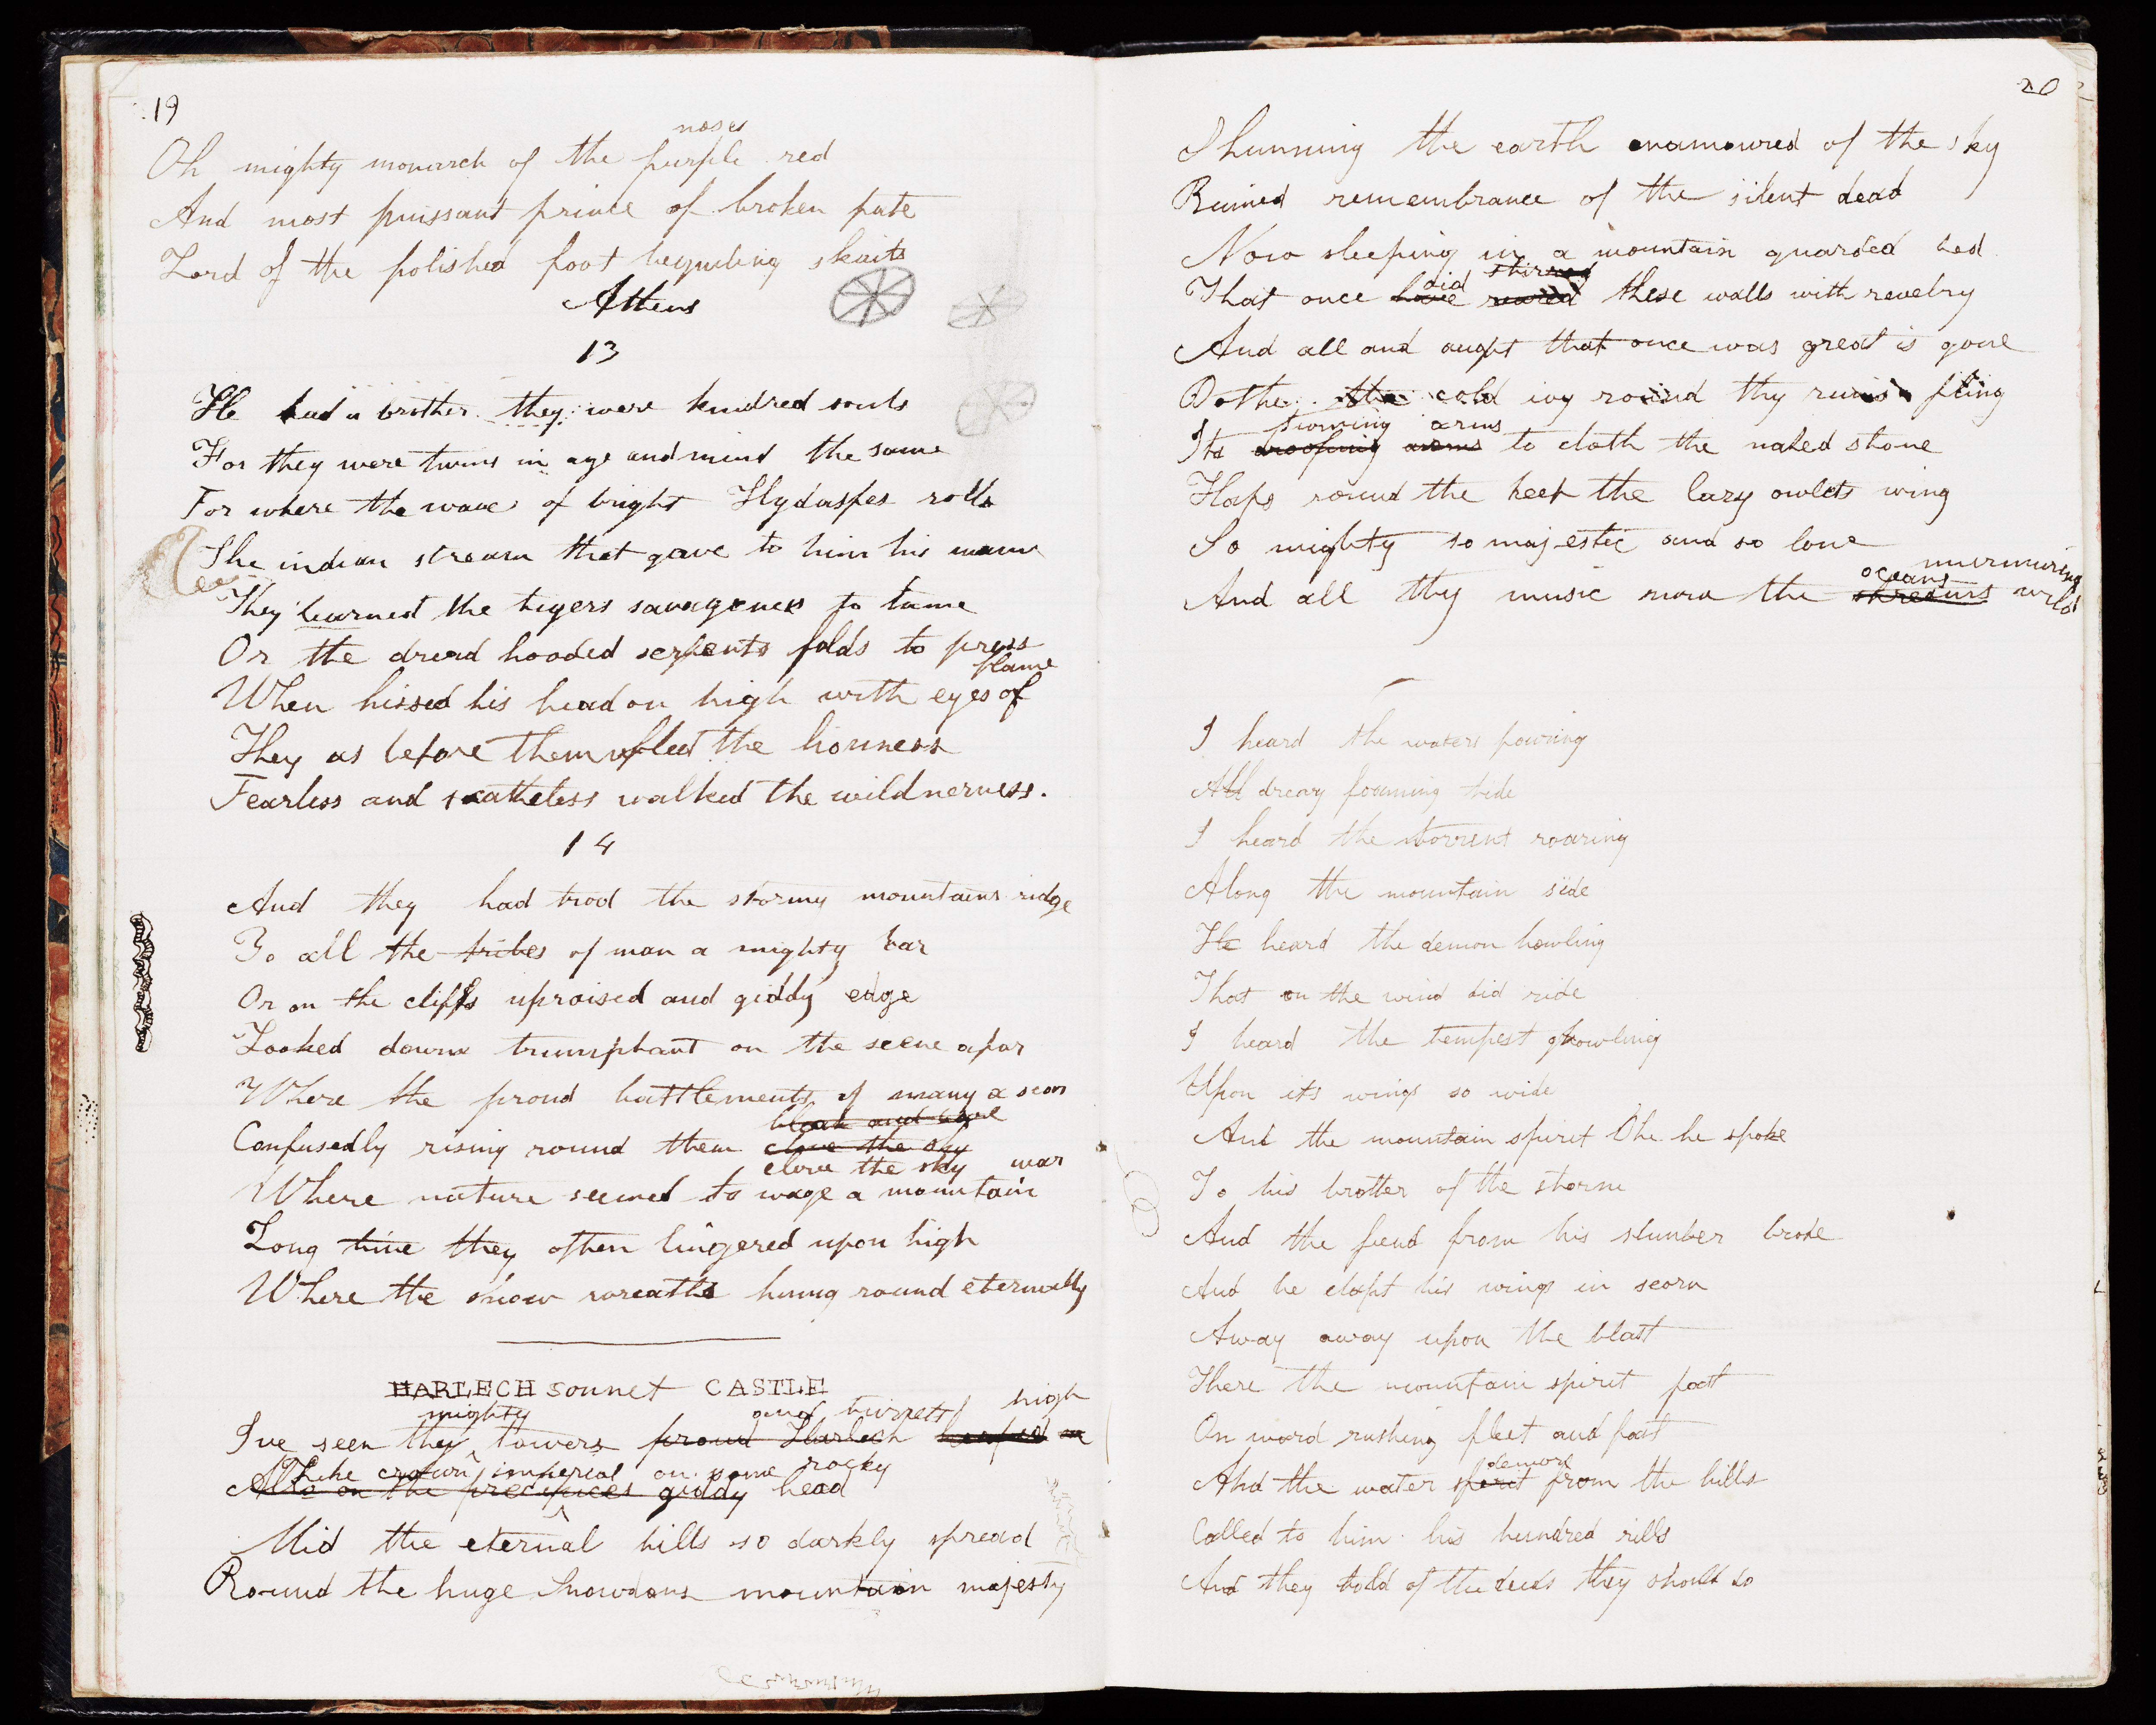 19
noses
Oh mighty monarch of the purple red
And most puissant prince of broken pate
Lord of the polished foot beguiling skaits
Athens
13
He had a brother they were kindred souls
For they were twins in age and mind the same
For where the wave of bright Hydaspes rolls
The indian stream that gave to him his name
They learned the tigers savageness to tame
Or the dread hooded serpents folds to press
flame
When hissed his head on high with eyes of
They as before them fled the lionness
Fearless and scatheless walked the wildnerness.
14
And they had trod the stormy mountains ridge
To all the tribes of man a mighty bar
Or on the cliffs upraised and giddy edge
Looked down triumphant on the scene afar
Where the proud battlements of many a scar
bleak and
Confusedly rising round them clove the sky
clove the sky war
Where nature seemed to wage a mountain
Long time they often lingered upon high
Where the snow wreaths hung round eternally
HARLECH sonnet CASTLE
mighty and turrets high
Ive seen thy towers proud Harlech
Like crown imperial on some rocky
Also on the precipices giddy head
Mid the eternal hills so darkly spread
Round the huge Snowdons mountain majesty
20
Shunning the earth enamoured of the sky
Ruined remembrance of the silent dead
Now sleeping in a mountain guarded bed
did stirred
That once have these walls with revelry
And all and aught that once was great is gone
Doth the cold ivy round thy ruins fling
arms
Its drooping arms to cloth the naked stone
Flaps round the keep the lazy owlets wing
So mighty so majestic and so lone
oceans murmuring
And all thy music now the streams wild
I heard the waters pouring
All dreary foaming tide
I heard the torrent roaring
Along the mountain side
He heard the demon howling
That on the wind did ride
I heard the tempest growling
Upon its wings so wide
And the mountain spirit Oh he spoke
To his brother of the storm
And the fiend from his slumber broke
And he clapt his wings in scorn
Away away upon the blast
There the mountain spirit past
On ward rushing fleet and fast
demon
And the water spirit from the hills
Called to him his hundred rills
And they told of the deeds they should do